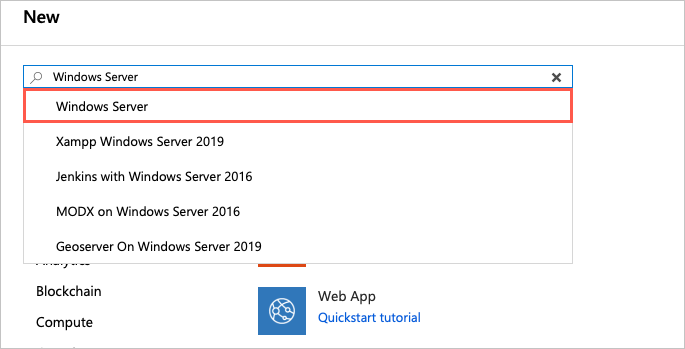 New
Windows Server
Windows Server
Xampp Windows Server 2019
Jenkins with Windows Server 2016
MODX on Windows Server 2016
Geoserver On Windows Server 2019
Analytics
Blockchain
Compute
Web App
Quickstart tutorial